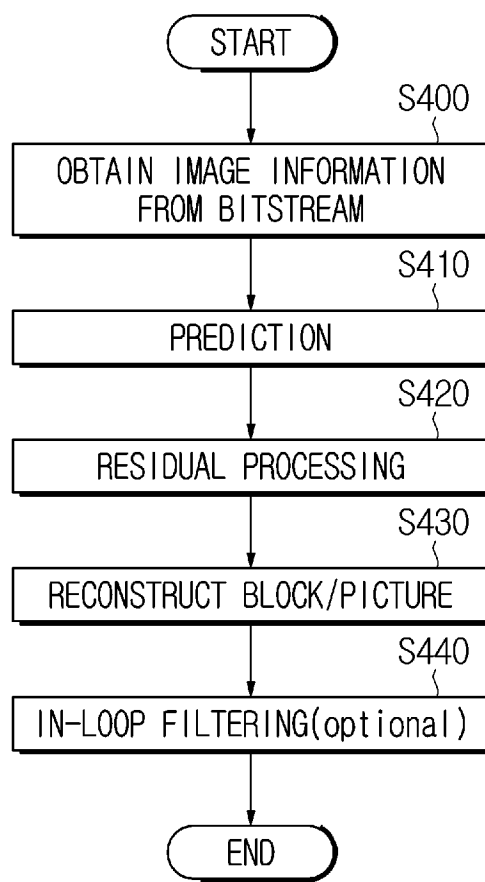 START
S400
OBTAIN IMAGE INFORMATION
FROM BITSTREAM
S410
PREDICTION
S420
RESIDUAL PROCESSING
S430
RECONSTRUCT BLOCK/PICTURE
S440
IN-LOOP FILTERING(optional)
END